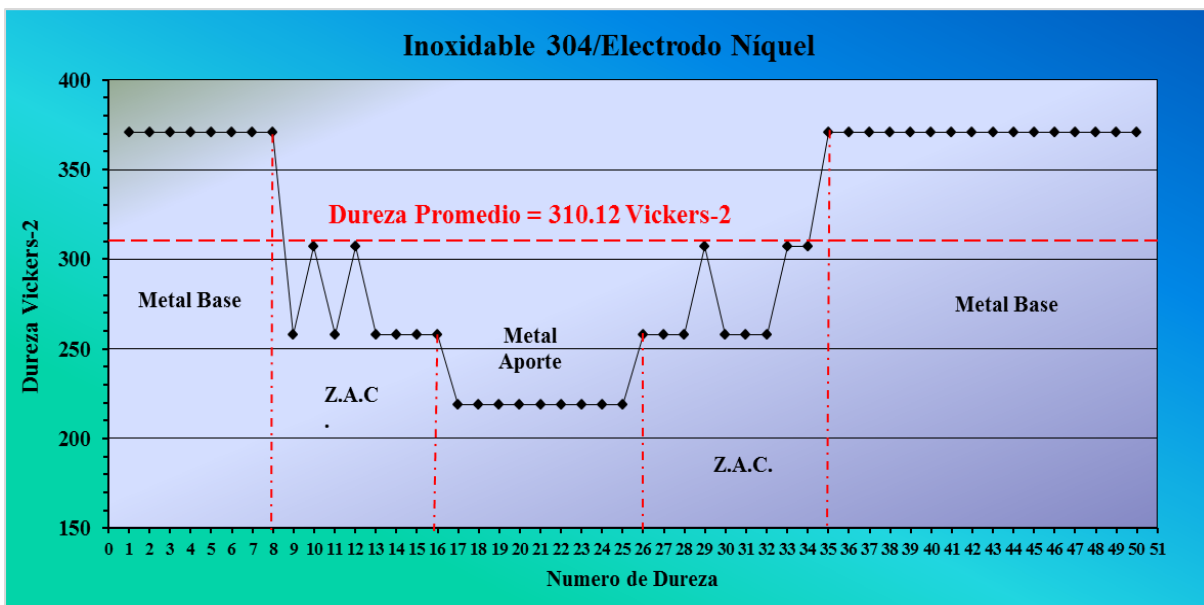 Inoxidable 304/Electrodo Níquel
400
350
300
250
200
150
Dureza Vickers-2
Dureza Promedio = 310.12 Vickers-2
Metal Base
Metal
Aporte
Metal Base
Z.A.C
.
Z.A.C.
0 1 2 3 4 5 6 7 8 9 10 11 12 13 14 15 16 17 18 19 20 21 22 23 24 25 26 27 28 29 30 31 32 33 34 35 36 37 38 39 40 41 42 43 44 45 46 47 48 49 50 51
Numero de Dureza